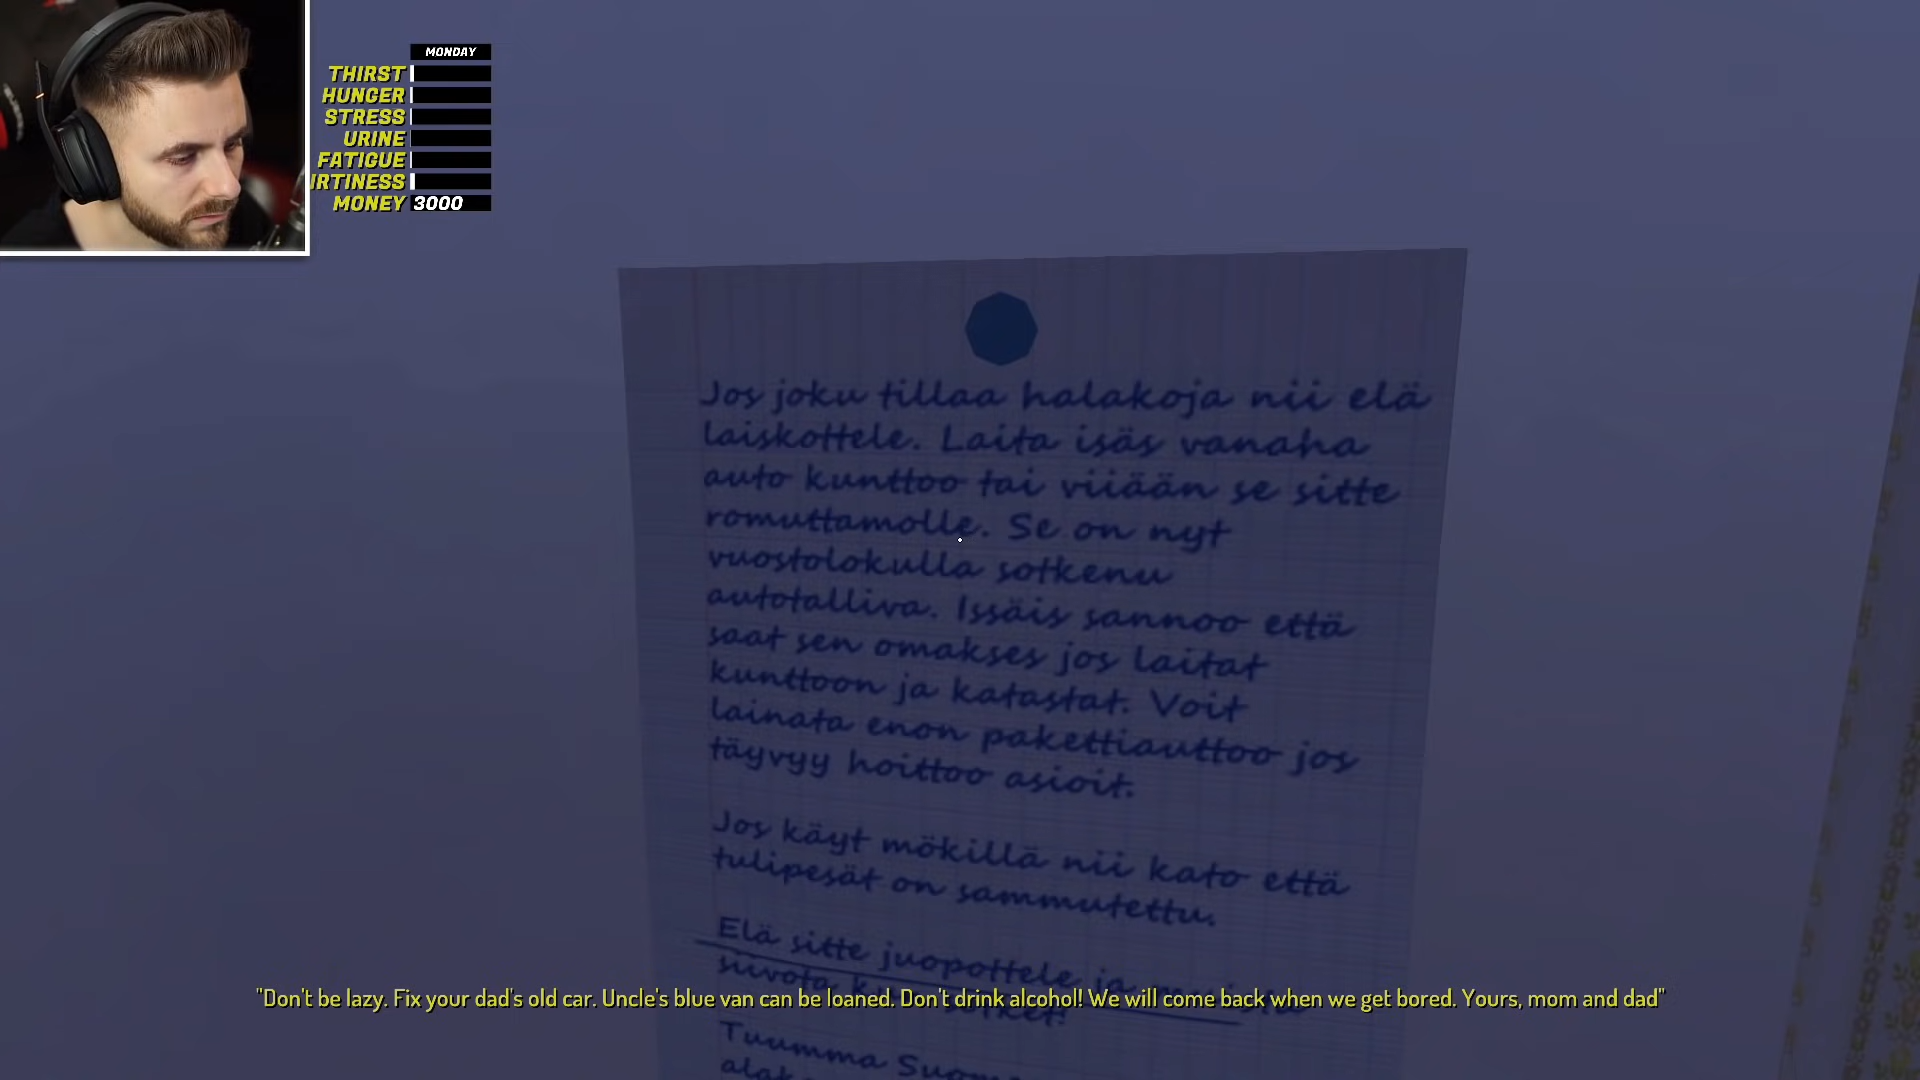 MONDAY
THIRST
HUNGER
STRESS
URINE
FATIGUE
IRTINESS
MONEY 3000
Jos joku tillaa halakoja nii elä
laiskottele. Laita isäs vanaha
auto kunttoo tai viiään se sitte
romuttamolle. Se on nyt
vuostolokulla sotkenu
autotalliva. Issäis sannoo että
saat sen omakses jos laitat
kunttoon ja katastat. Voit
lainata enon pakettiauttoo jos
täyvyy hoittoo asioit.
Jos käyt mökillä nii kato että
tulipesät on sammutettu.
Elä sitte juopottele ja
siivota
"Don't be lazy. Fix your dad's old car. Uncle's blue van can be loaned. Don't drink alcohol! We will come back when we get bored. Yours, mom and dad"
Tuumma